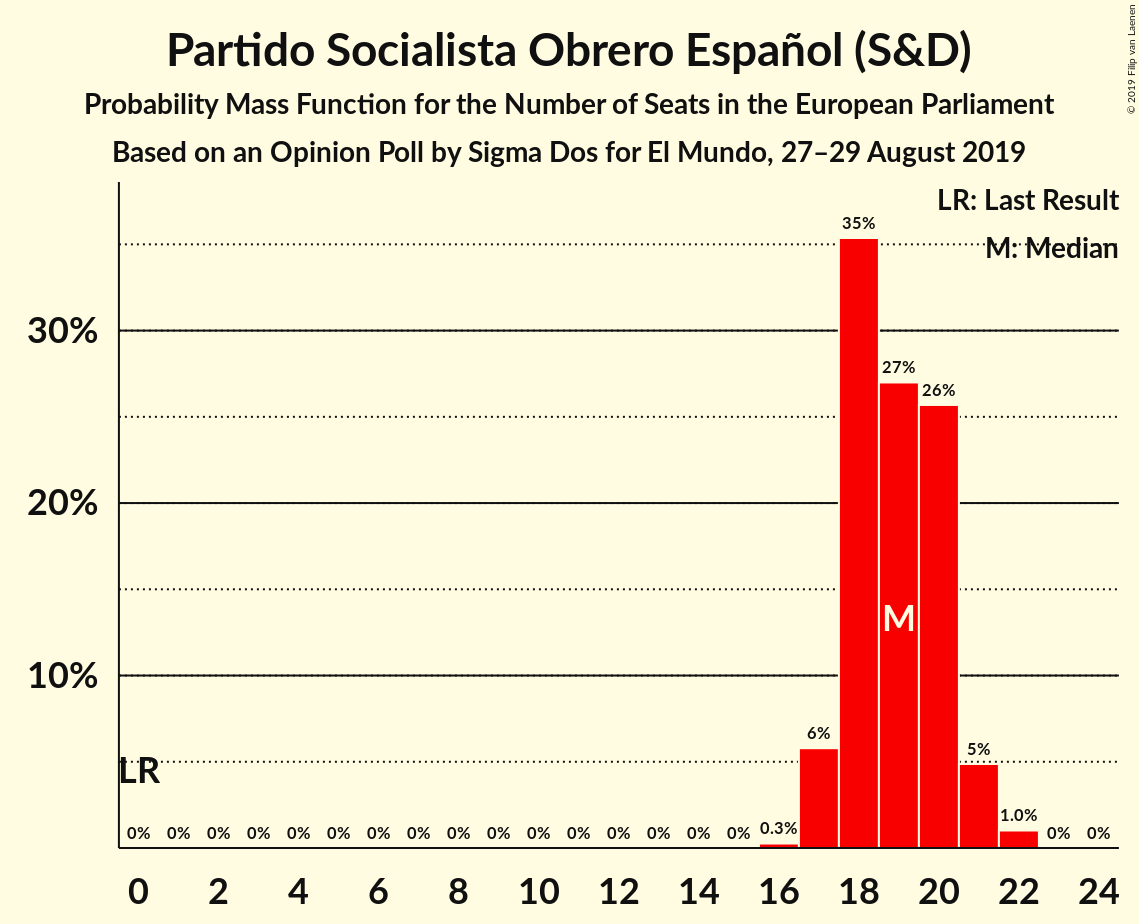 Partido Socialista Obrero Español (S&D)
Probability Mass Function for the Number of Seats in the European Parliament
Based on an Opinion Poll by Sigma Dos for El Mundo, 27–29 August 2019
© 2019 Filip van Laenen
LR: Last Result
M: Median
35%
30%
27%
26%
20%
M
10%
6%
5%
LR
0% 0% 0% 0% 0% 0% 0% 0% 0% 0% 0% 0% 0% 0% 0% 0% 0.3% 1.0% 0% 0%
0 2 4 6 8 10 12 14 16 18 20 22 24